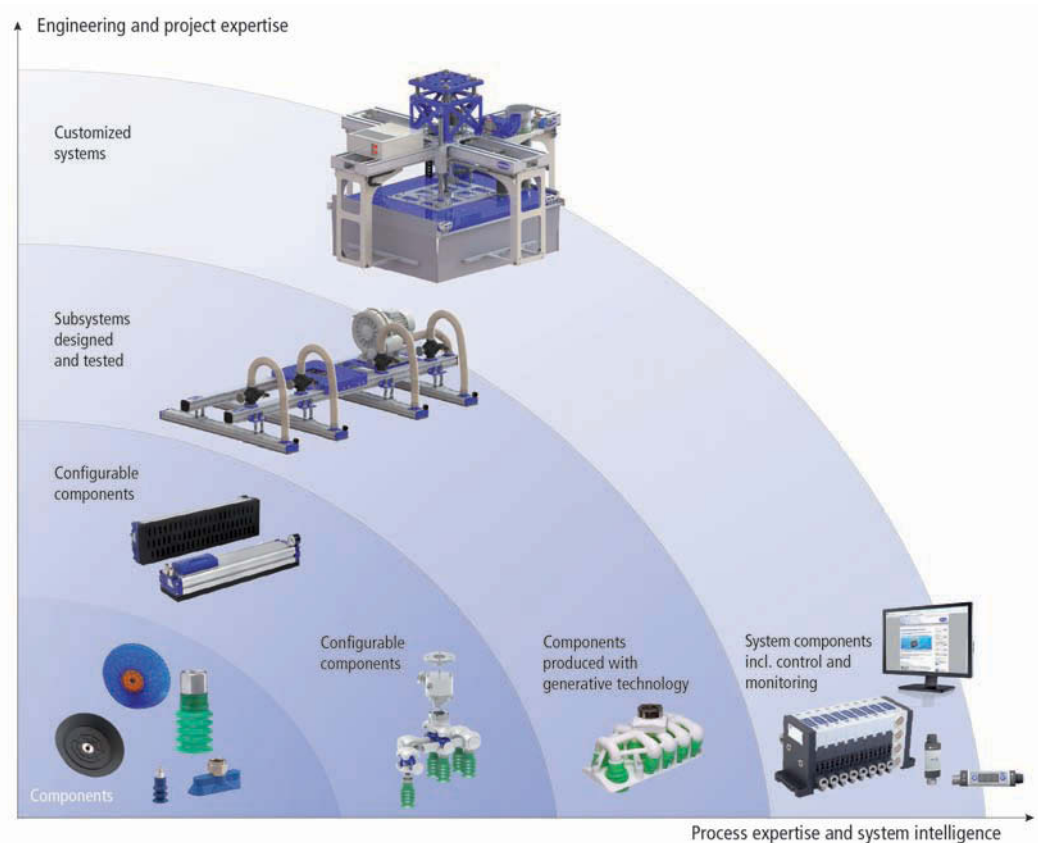 Engineering and project expertise
Customized
systems
Subsystems
designed
and tested
Configurable
components
Configurable
components
Components
produced with
generative technology
System components
incl. control and
monitoring
Components
Process expertise and system intelligence